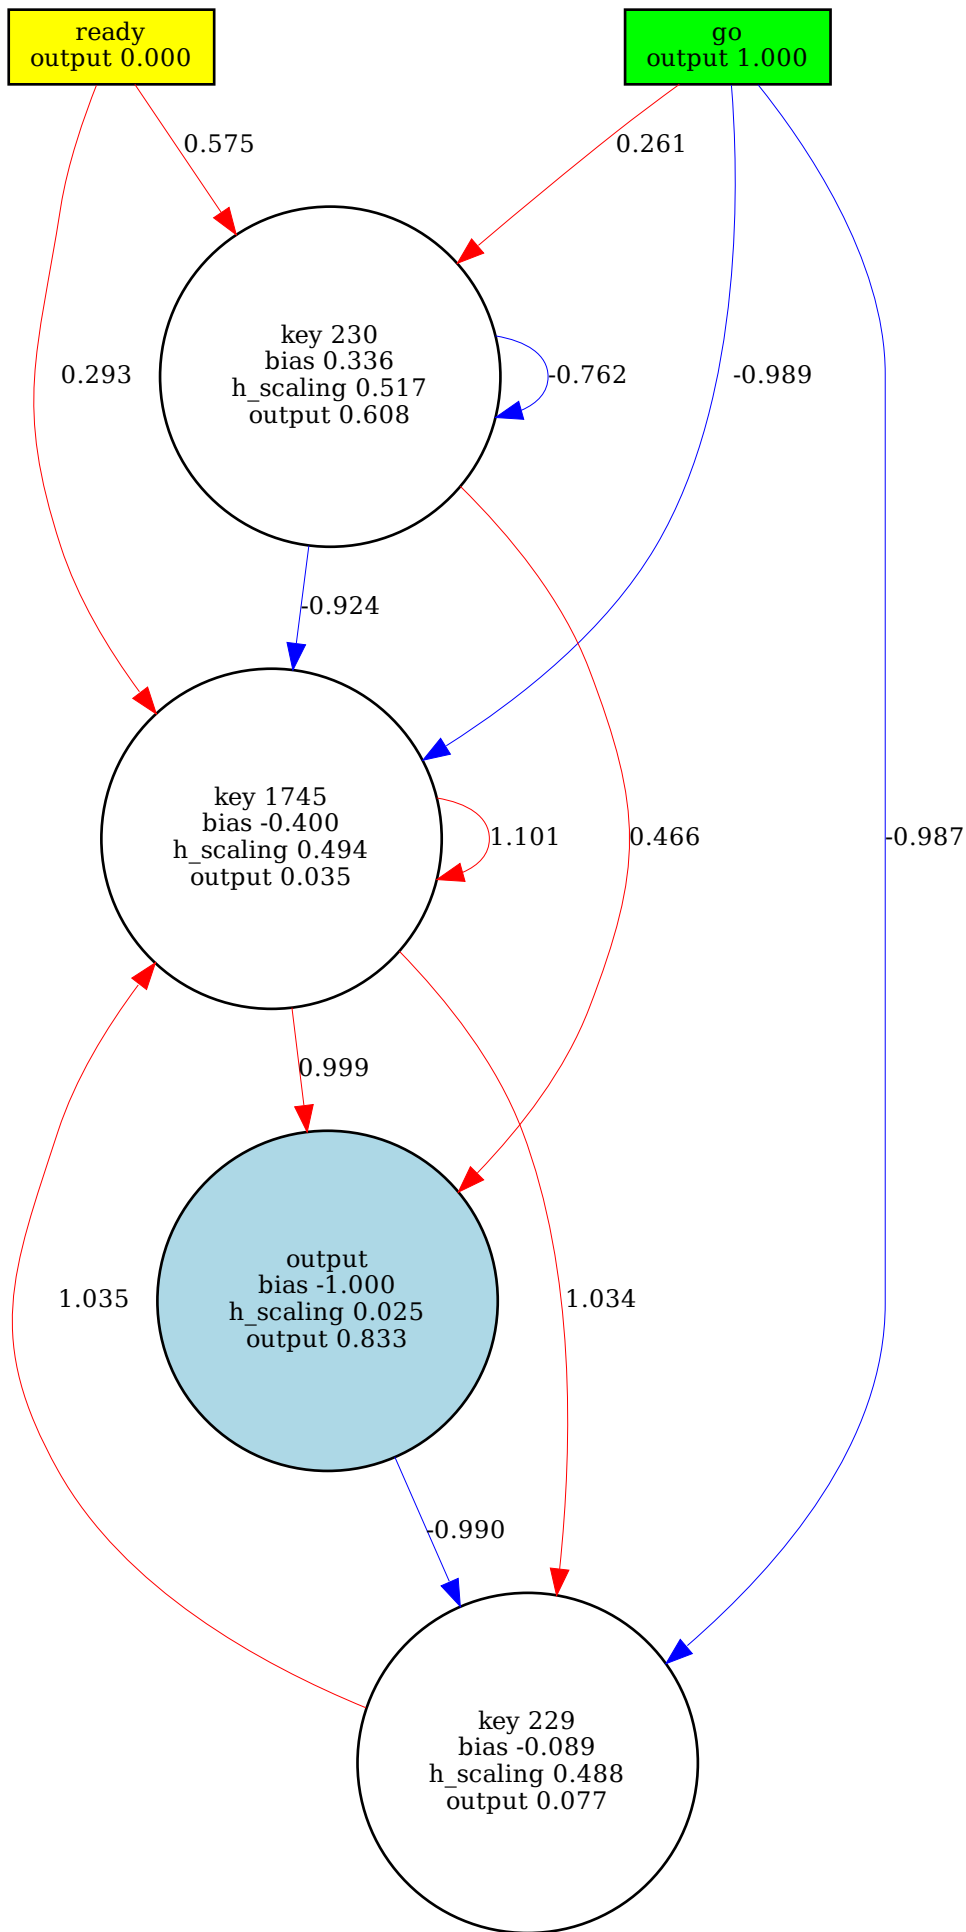 ready
output 0.000
go
output 1.000
0.575
0.261
key 230
bias 0.336
h_scaling 0.517
output 0.608
0.293
-0.762
-0.989
-0.924
key 1745
bias -0.400
h_scaling 0.494
output 0.035
1.101
0.466
-0.987
0.999
output
bias -1.000
h_scaling 0.025
output 0.833
1.035
1.034
-0.990
key 229
bias -0.089
h_scaling 0.488
output 0.077